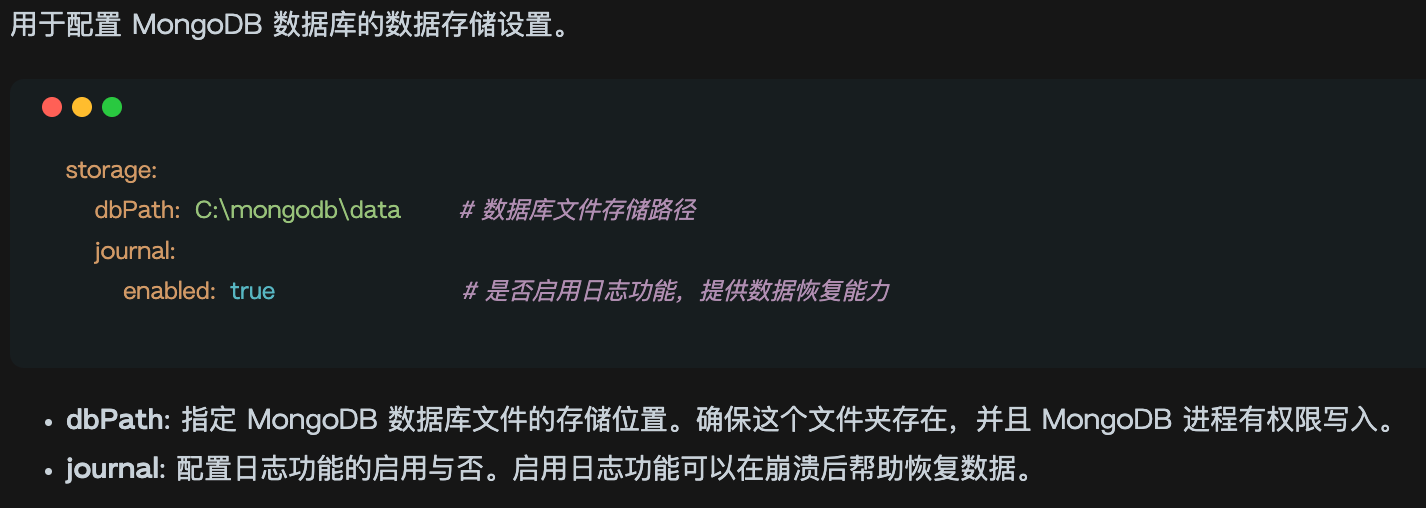 用于配置 MongoDB 数据库的数据存储设置。
storage:
dbPath: C:\mongodb\data # 数据库文件存储路径
journal:
enabled: true # 是否启用日志功能，提供数据恢复能力
• dbPath: 指定 MongoDB 数据库文件的存储位置。确保这个文件夹存在，并且 MongoDB 进程有权限写入。
• journal: 配置日志功能的启用与否。启用日志功能可以在崩溃后帮助恢复数据。